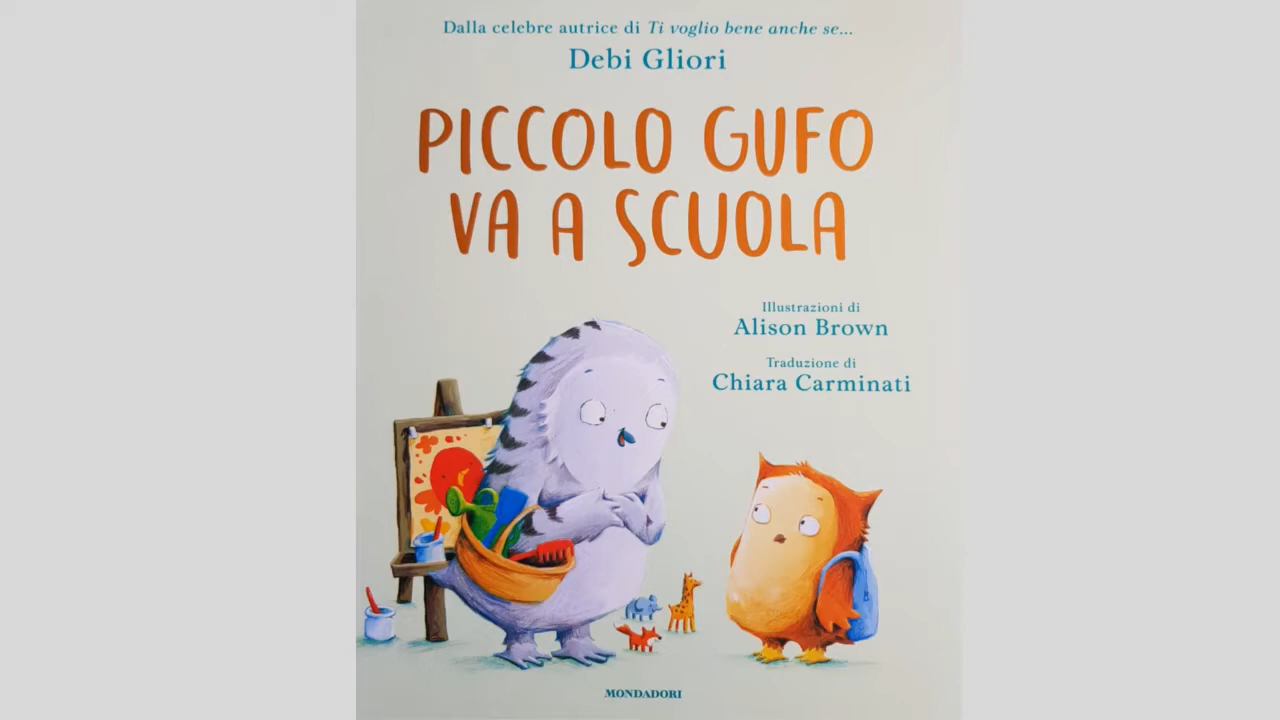 Dalla celebre autrice di Ti voglio bene anche se...
Debi Gliori
PICCOLO GUFO
VA A SCUOLA
Illustrazioni di
Alison Brown
Traduzione di
Chiara Carminati
MONDADORI